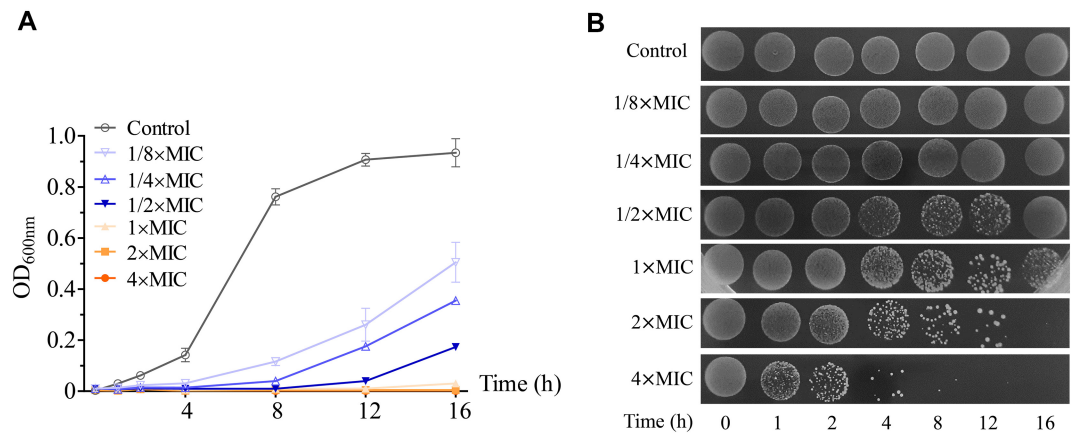 A
1.0
0.8
0.6
0.4
0.2
0
OD600nm
Control
1/8×MIC
1/4×MIC
1/2×MIC
1×MIC
2×MIC
4×MIC
4 8 12 16
Time (h)
B
Control
1/8×MIC
1/4×MIC
1/2×MIC
1×MIC
2×MIC
4×MIC
Time (h) 0 1 2 4 8 12 16